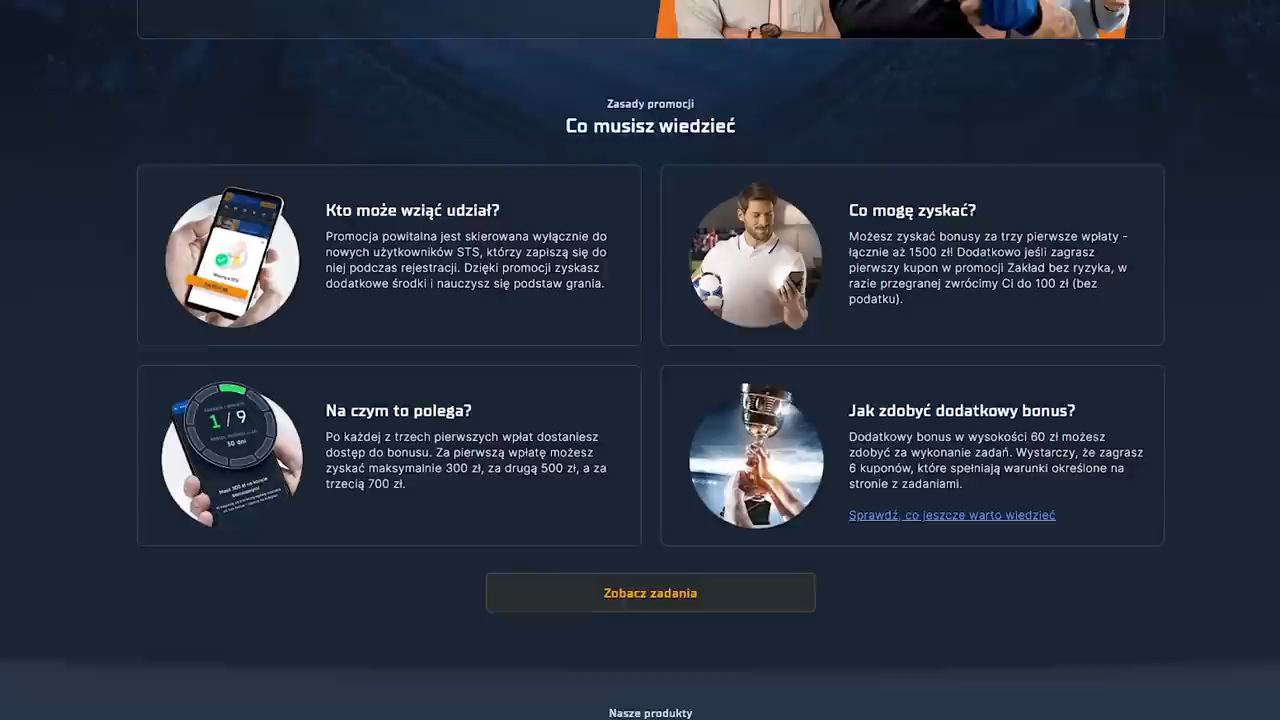 Zasady promocji
Co musisz wiedzieć
Kto może wziąć udział?
Promocja powitalna jest skierowana wyłącznie do
nowych użytkowników STS, którzy zapiszą się do
niej podczas rejestracji. Dzięki promocji zyskasz
dodatkowe środki i nauczysz się podstaw grania.
Co mogę zyskać?
Możesz zyskać bonusy za trzy pierwsze wpłaty -
łącznie aż 1500 zł! Dodatkowo jeśli zagrasz
pierwszy kupon w promocji Zakład bez ryzyka, w
razie przegranej zwrócimy Ci do 100 zł (bez
podatku).
1 / 9
30 dni
Na czym to polega?
Po każdej z trzech pierwszych wpłat dostaniesz
dostęp do bonusu. Za pierwszą wpłatę możesz
zyskać maksymalnie 300 zł, za drugą 500 zł, a za
trzecią 700 zł.
Jak zdobyć dodatkowy bonus?
Dodatkowy bonus w wysokości 60 zł możesz
zdobyć za wykonanie zadań. Wystarczy, że zagrasz
6 kuponów, które spełniają warunki określone na
stronie z zadaniami.
Sprawdź, co jeszcze warto wiedzieć
Zobacz zadania
Nasze produkty